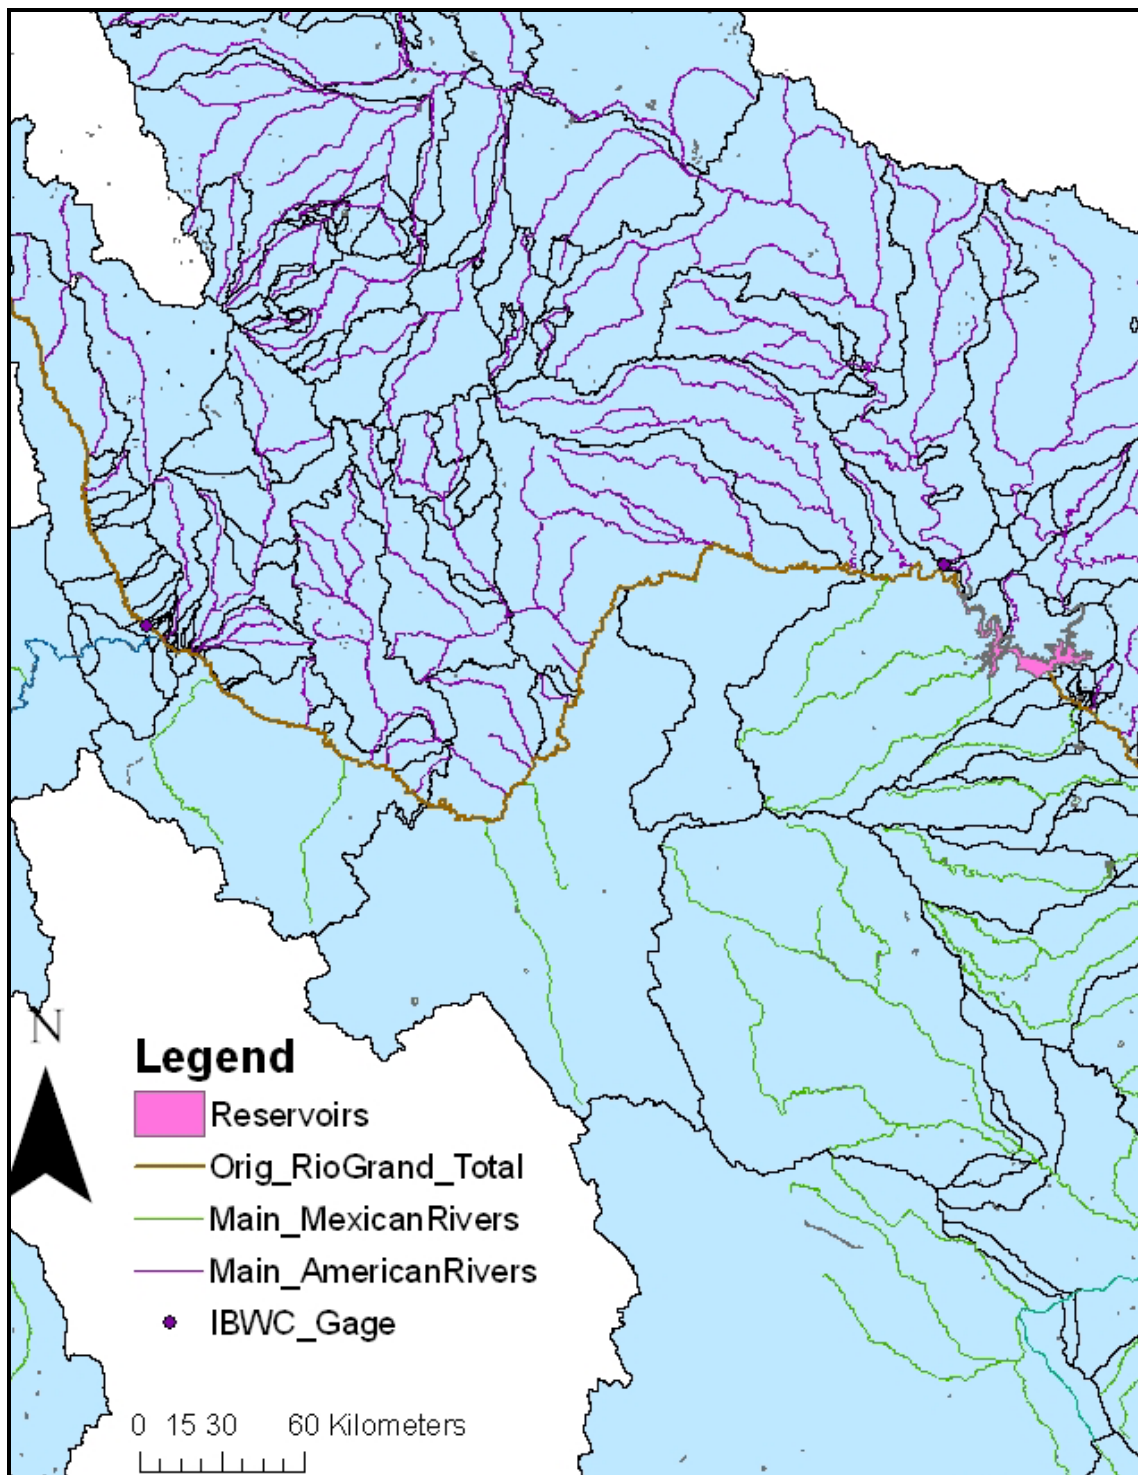 N
Legend
Reservoirs
Orig_RioGrand_Total
Main_MexicanRivers
Main_AmericanRivers
IBWC_Gage
0 15 30 60 Kilometers